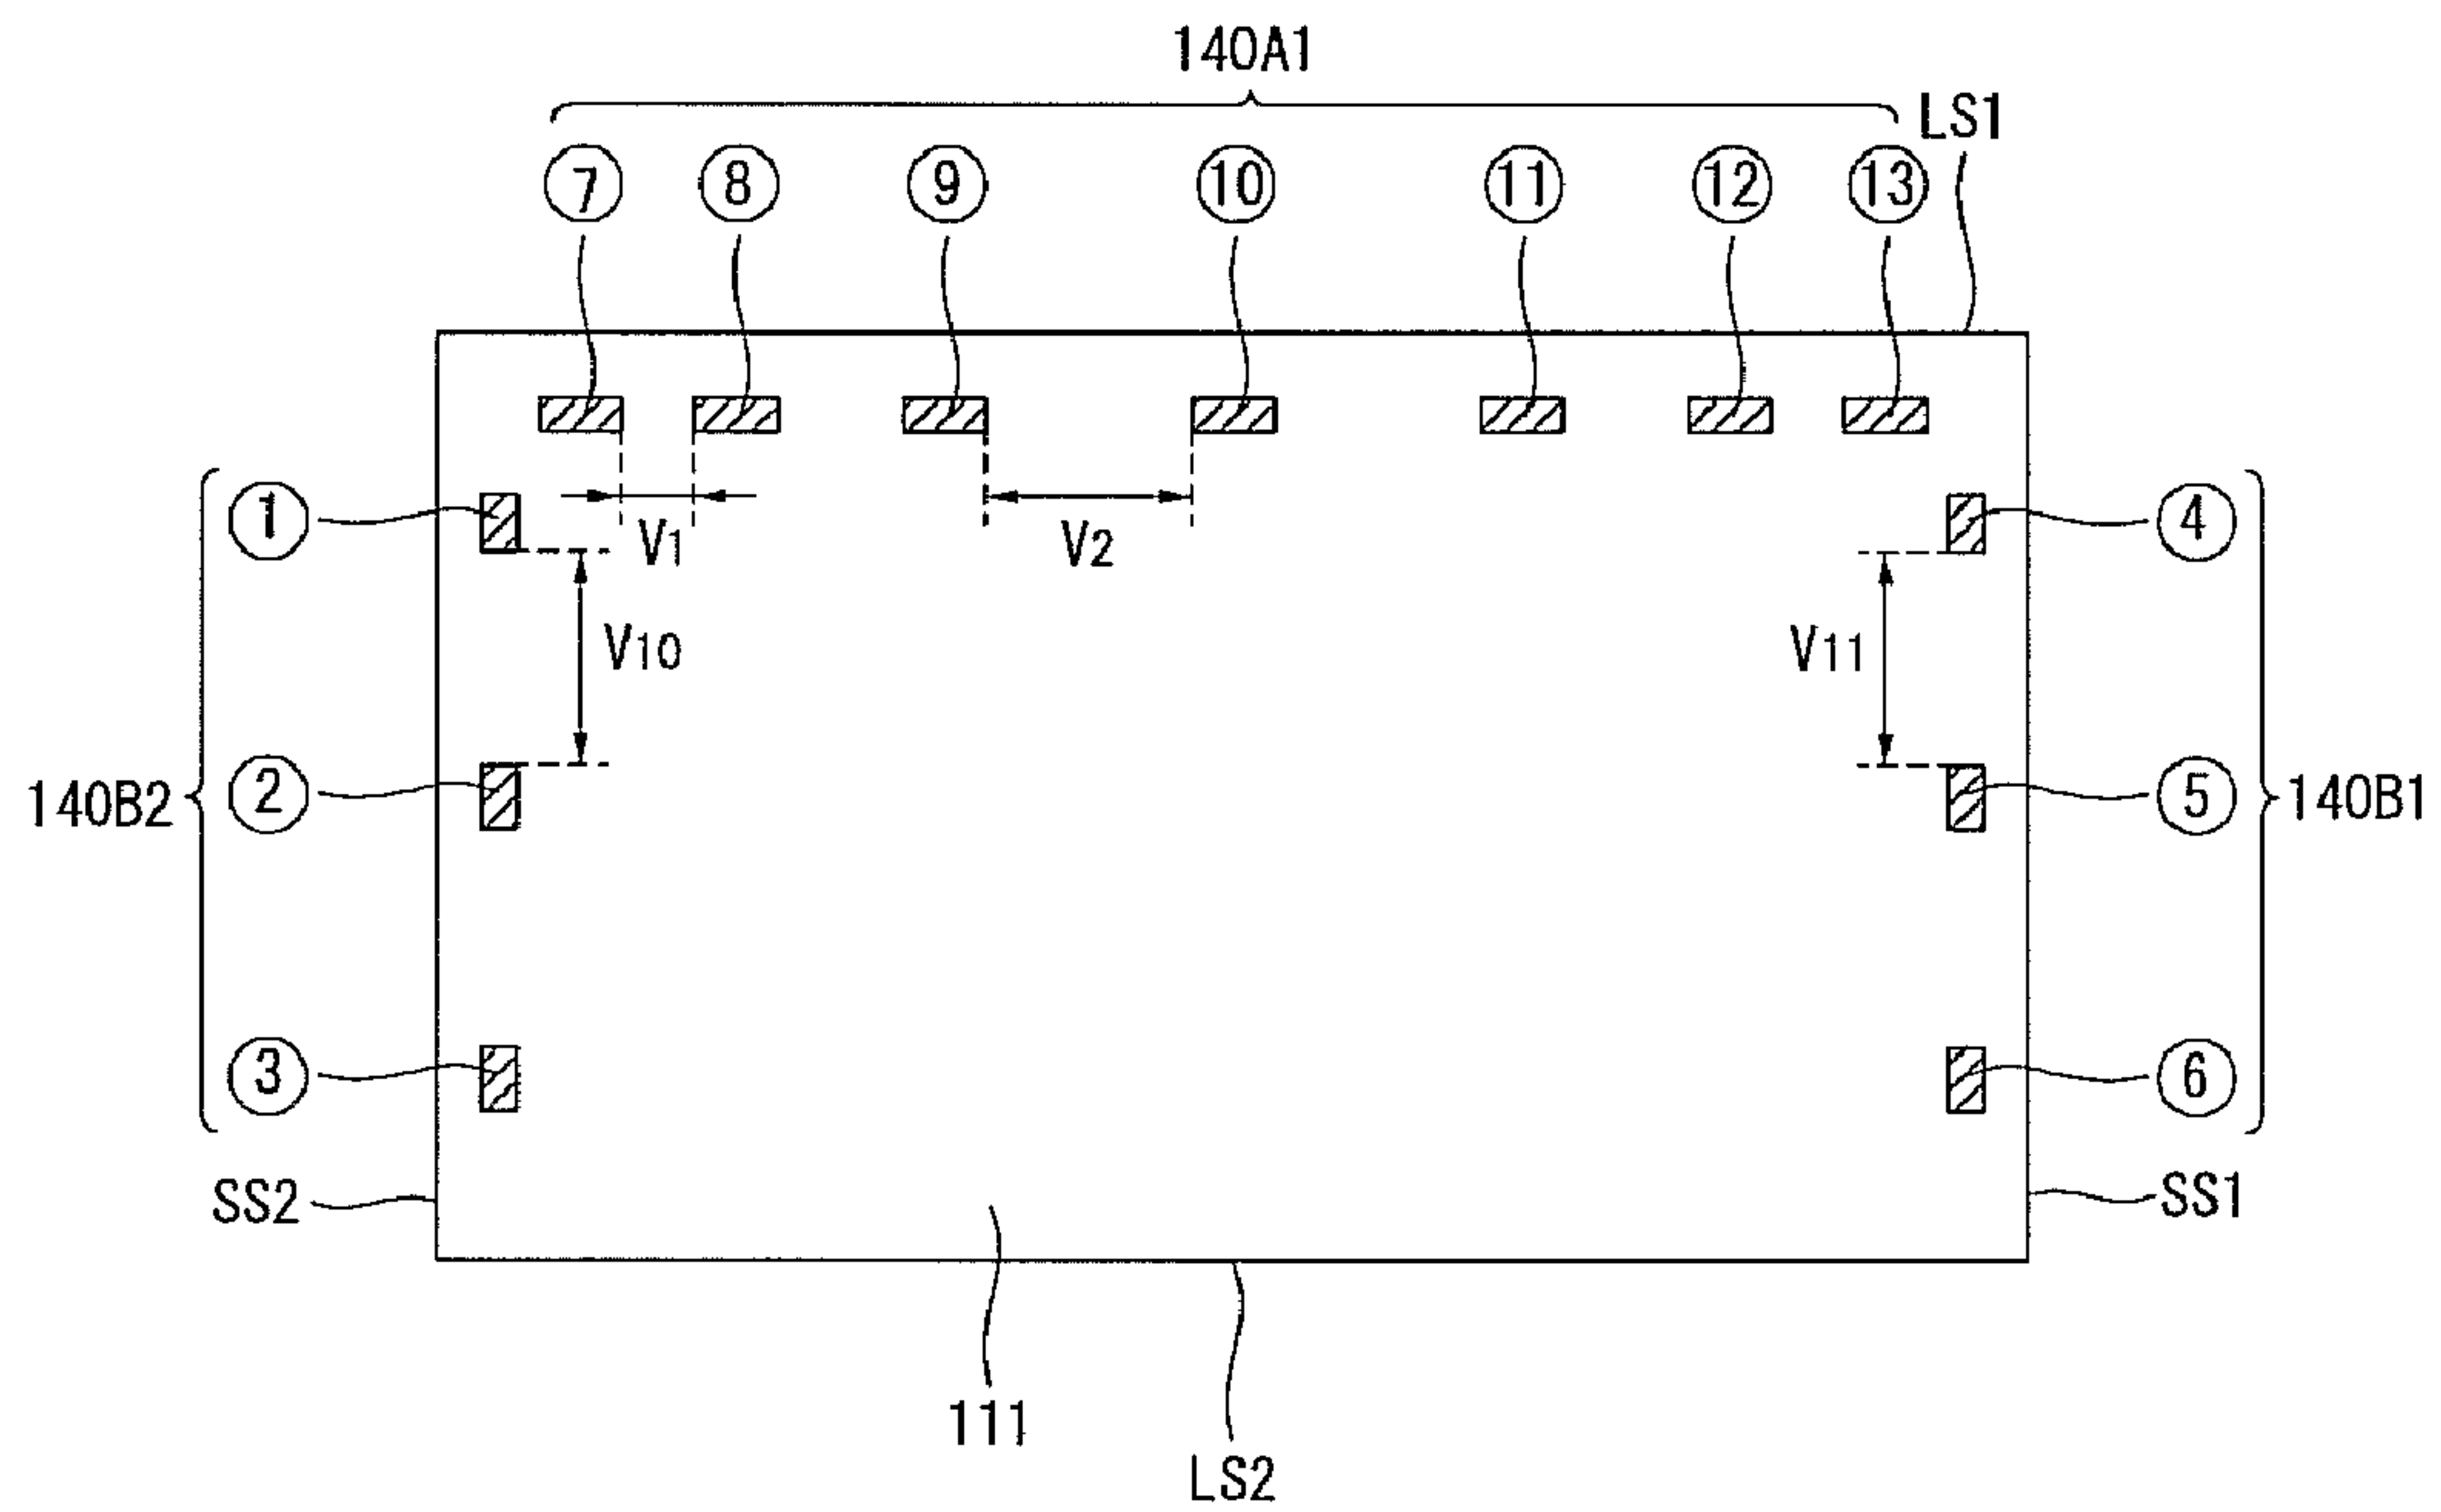 140A1
LS1
⑦ ⑧ ⑨ ⑩ ⑪ ⑫ ⑬
① ④
V1 V2
V10 V11
140B2 ② ⑤ 140B1
③ ⑥
SS2 SS1
111
LS2